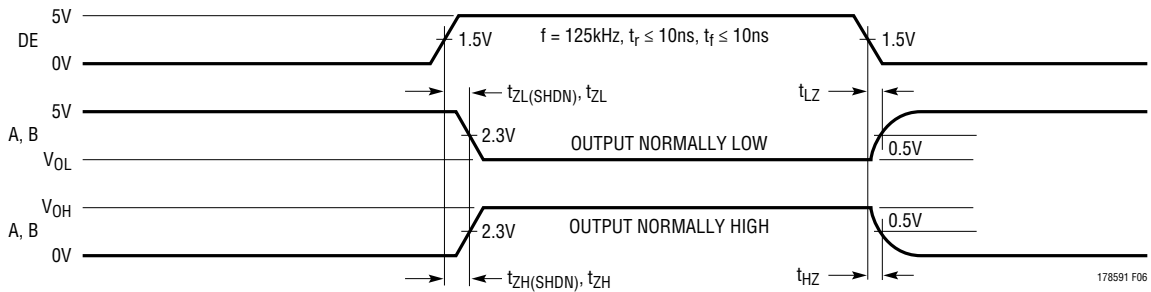 5V
DE
0V
1.5V
f = 125kHz, tr ≤ 10ns, tf ≤ 10ns
1.5V
tZL(SHDN), tZL
tLZ
5V
A, B
VOL
2.3V
OUTPUT NORMALLY LOW
0.5V
VOH
A, B
0V
2.3V
OUTPUT NORMALLY HIGH
0.5V
tZH(SHDN), tZH
tHZ
178591 F06